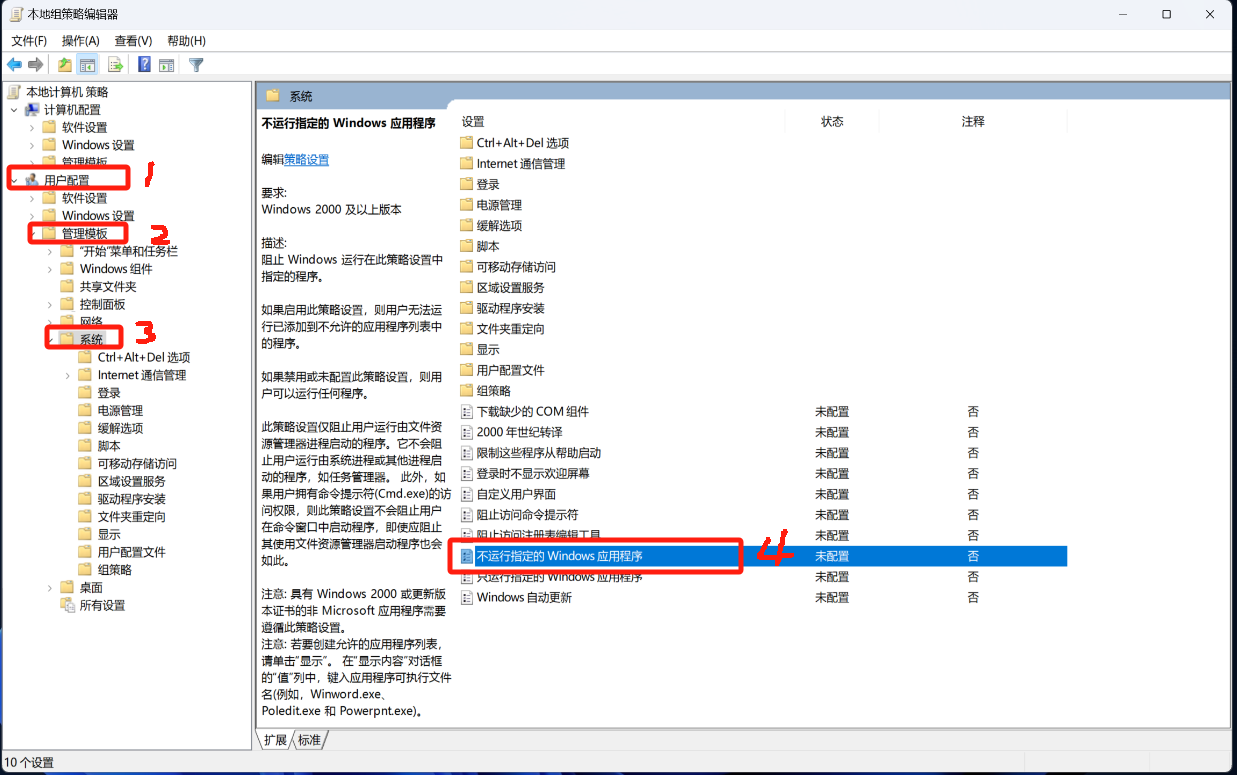 本地组策略编辑器
文件(F) 操作(A) 查看(V) 帮助(H)
本地计算机 策略
计算机配置
软件设置
Windows 设置
管理模板
用户配置 1
软件设置
Windows 设置
管理模板 2
"开始"菜单和任务栏
Windows 组件
共享文件夹
控制面板
网络
系统 3
Ctrl+Alt+Del 选项
Internet 通信管理
登录
电源管理
缓解选项
脚本
可移动存储访问
区域设置服务
驱动程序安装
文件夹重定向
显示
用户配置文件
组策略
桌面
所有设置
系统
不运行指定的 Windows 应用程序
编辑策略设置
要求:
Windows 2000 及以上版本
描述:
阻止 Windows 运行在此策略设置中
指定的程序。
如果启用此策略设置，则用户无法运
行已添加到不允许的应用程序列表中
的程序。
如果禁用或未配置此策略设置，则用
户可以运行任何程序。
此策略设置仅阻止用户运行由文件资
源管理器进程启动的程序。它不会阻
止用户运行由系统进程或其他进程启
动的程序，如任务管理器。 此外，如
果用户拥有命令提示符(Cmd.exe)的访
问权限，则此策略设置不会阻止用户
在命令窗口中启动程序，即使应阻止
其使用文件资源管理器启动程序也会
如此。
注意: 具有 Windows 2000 或更新版
本证书的非 Microsoft 应用程序需要
遵循此策略设置。
注意: 若要创建允许的应用程序列表，
请单击"显示"。 在"显示内容"对话框
的"值"列中，键入应用程序可执行文件
名(例如，Winword.exe、
Poledit.exe 和 Powerpnt.exe)。
设置 状态 注释
Ctrl+Alt+Del 选项
Internet 通信管理
登录
电源管理
缓解选项
脚本
可移动存储访问
区域设置服务
驱动程序安装
文件夹重定向
显示
用户配置文件
组策略
下载缺少的 COM 组件 未配置 否
2000 年世纪转译 未配置 否
限制这些程序从帮助启动 未配置 否
登录时不显示欢迎屏幕 未配置 否
自定义用户界面 未配置 否
阻止访问命令提示符 未配置 否
阻止访问注册表编辑工具 未配置 否
不运行指定的 Windows 应用程序 4 未配置 否
只运行指定的 Windows 应用程序 未配置 否
Windows 自动更新 未配置 否
扩展 标准
10 个设置